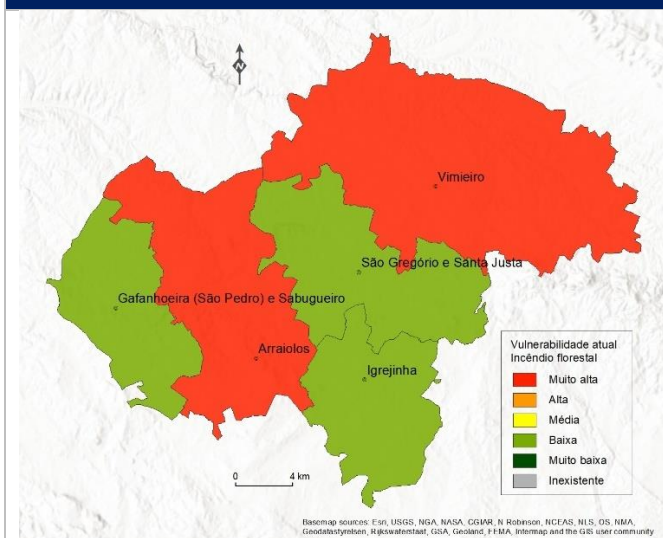 N
Vimieiro
São Gregório e Santa Justa
Gafanhoeira (São Pedro) e Sabugueiro
Arraiolos
Igrejinha
Vulnerabilidade atual
Incêndio florestal
Muito alta
Alta
Média
Baixa
Muito baixa
Inexistente
0 4 km
Basemap sources: Esri, USGS, NGA, NASA, CGIAR, N Robinson, NCEAS, NLS, OS, NMA,
Geodatastyrelsen, Rijkswaterstaat, GSA, Geoland, FEMA, Intermap and the GIS user community